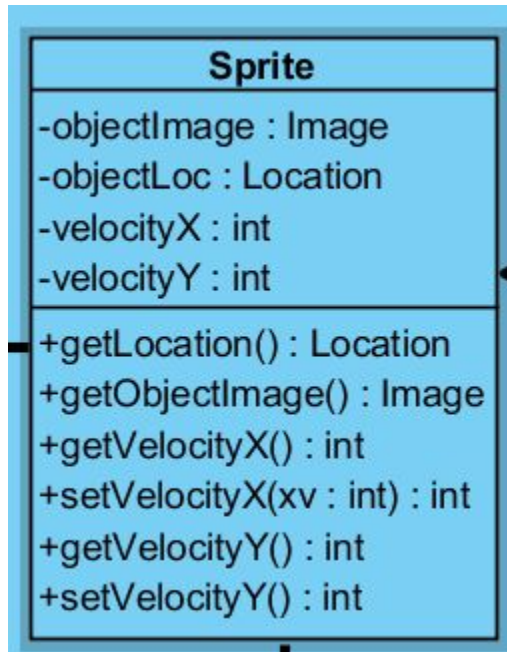 Sprite
-objectImage : Image
-objectLoc : Location
-velocityX : int
-velocityY : int
+getLocation() : Location
+getObjectImage() : Image
+getVelocityX() : int
+setVelocityX(xv : int) : int
+getVelocityY() : int
+setVelocityY() : int